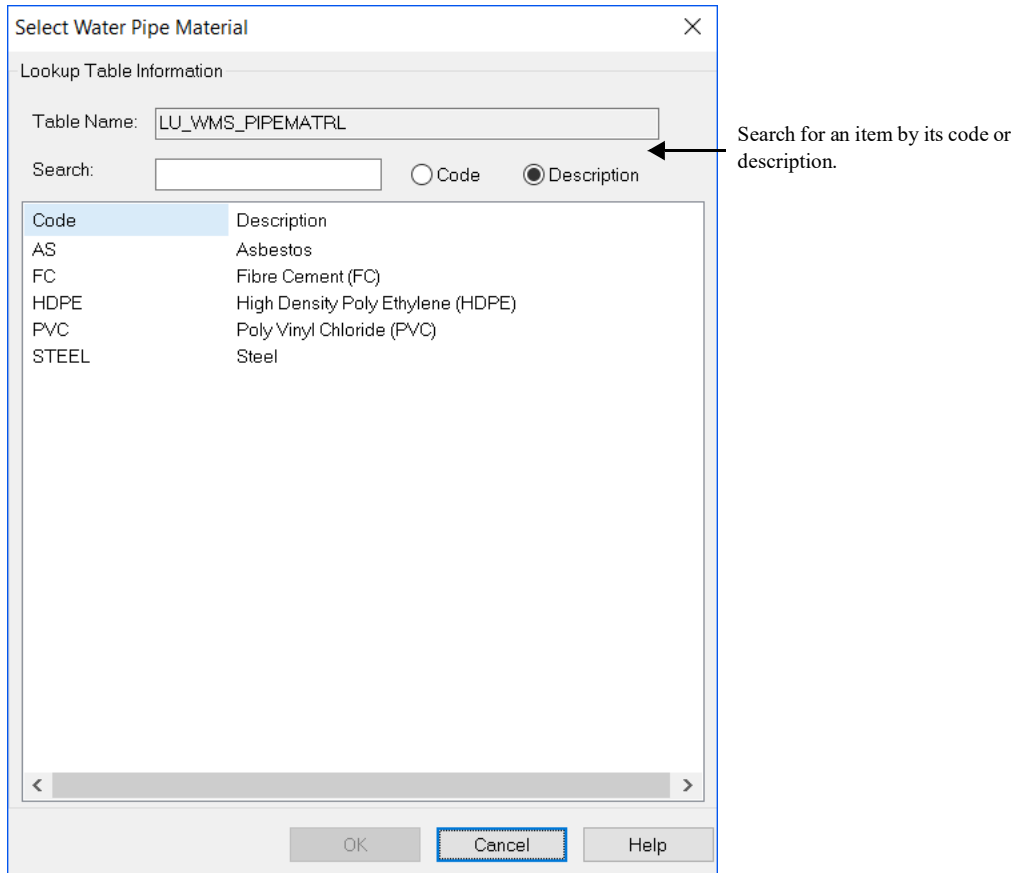 Select Water Pipe Material
Lookup Table Information
Table Name: LU_WMS_PIPEMATRL
Search: Code Description
Search for an item by its code or
description.
Code Description
AS Asbestos
FC Fibre Cement (FC)
HDPE High Density Poly Ethylene (HDPE)
PVC Poly Vinyl Chloride (PVC)
STEEL Steel
OK Cancel Help